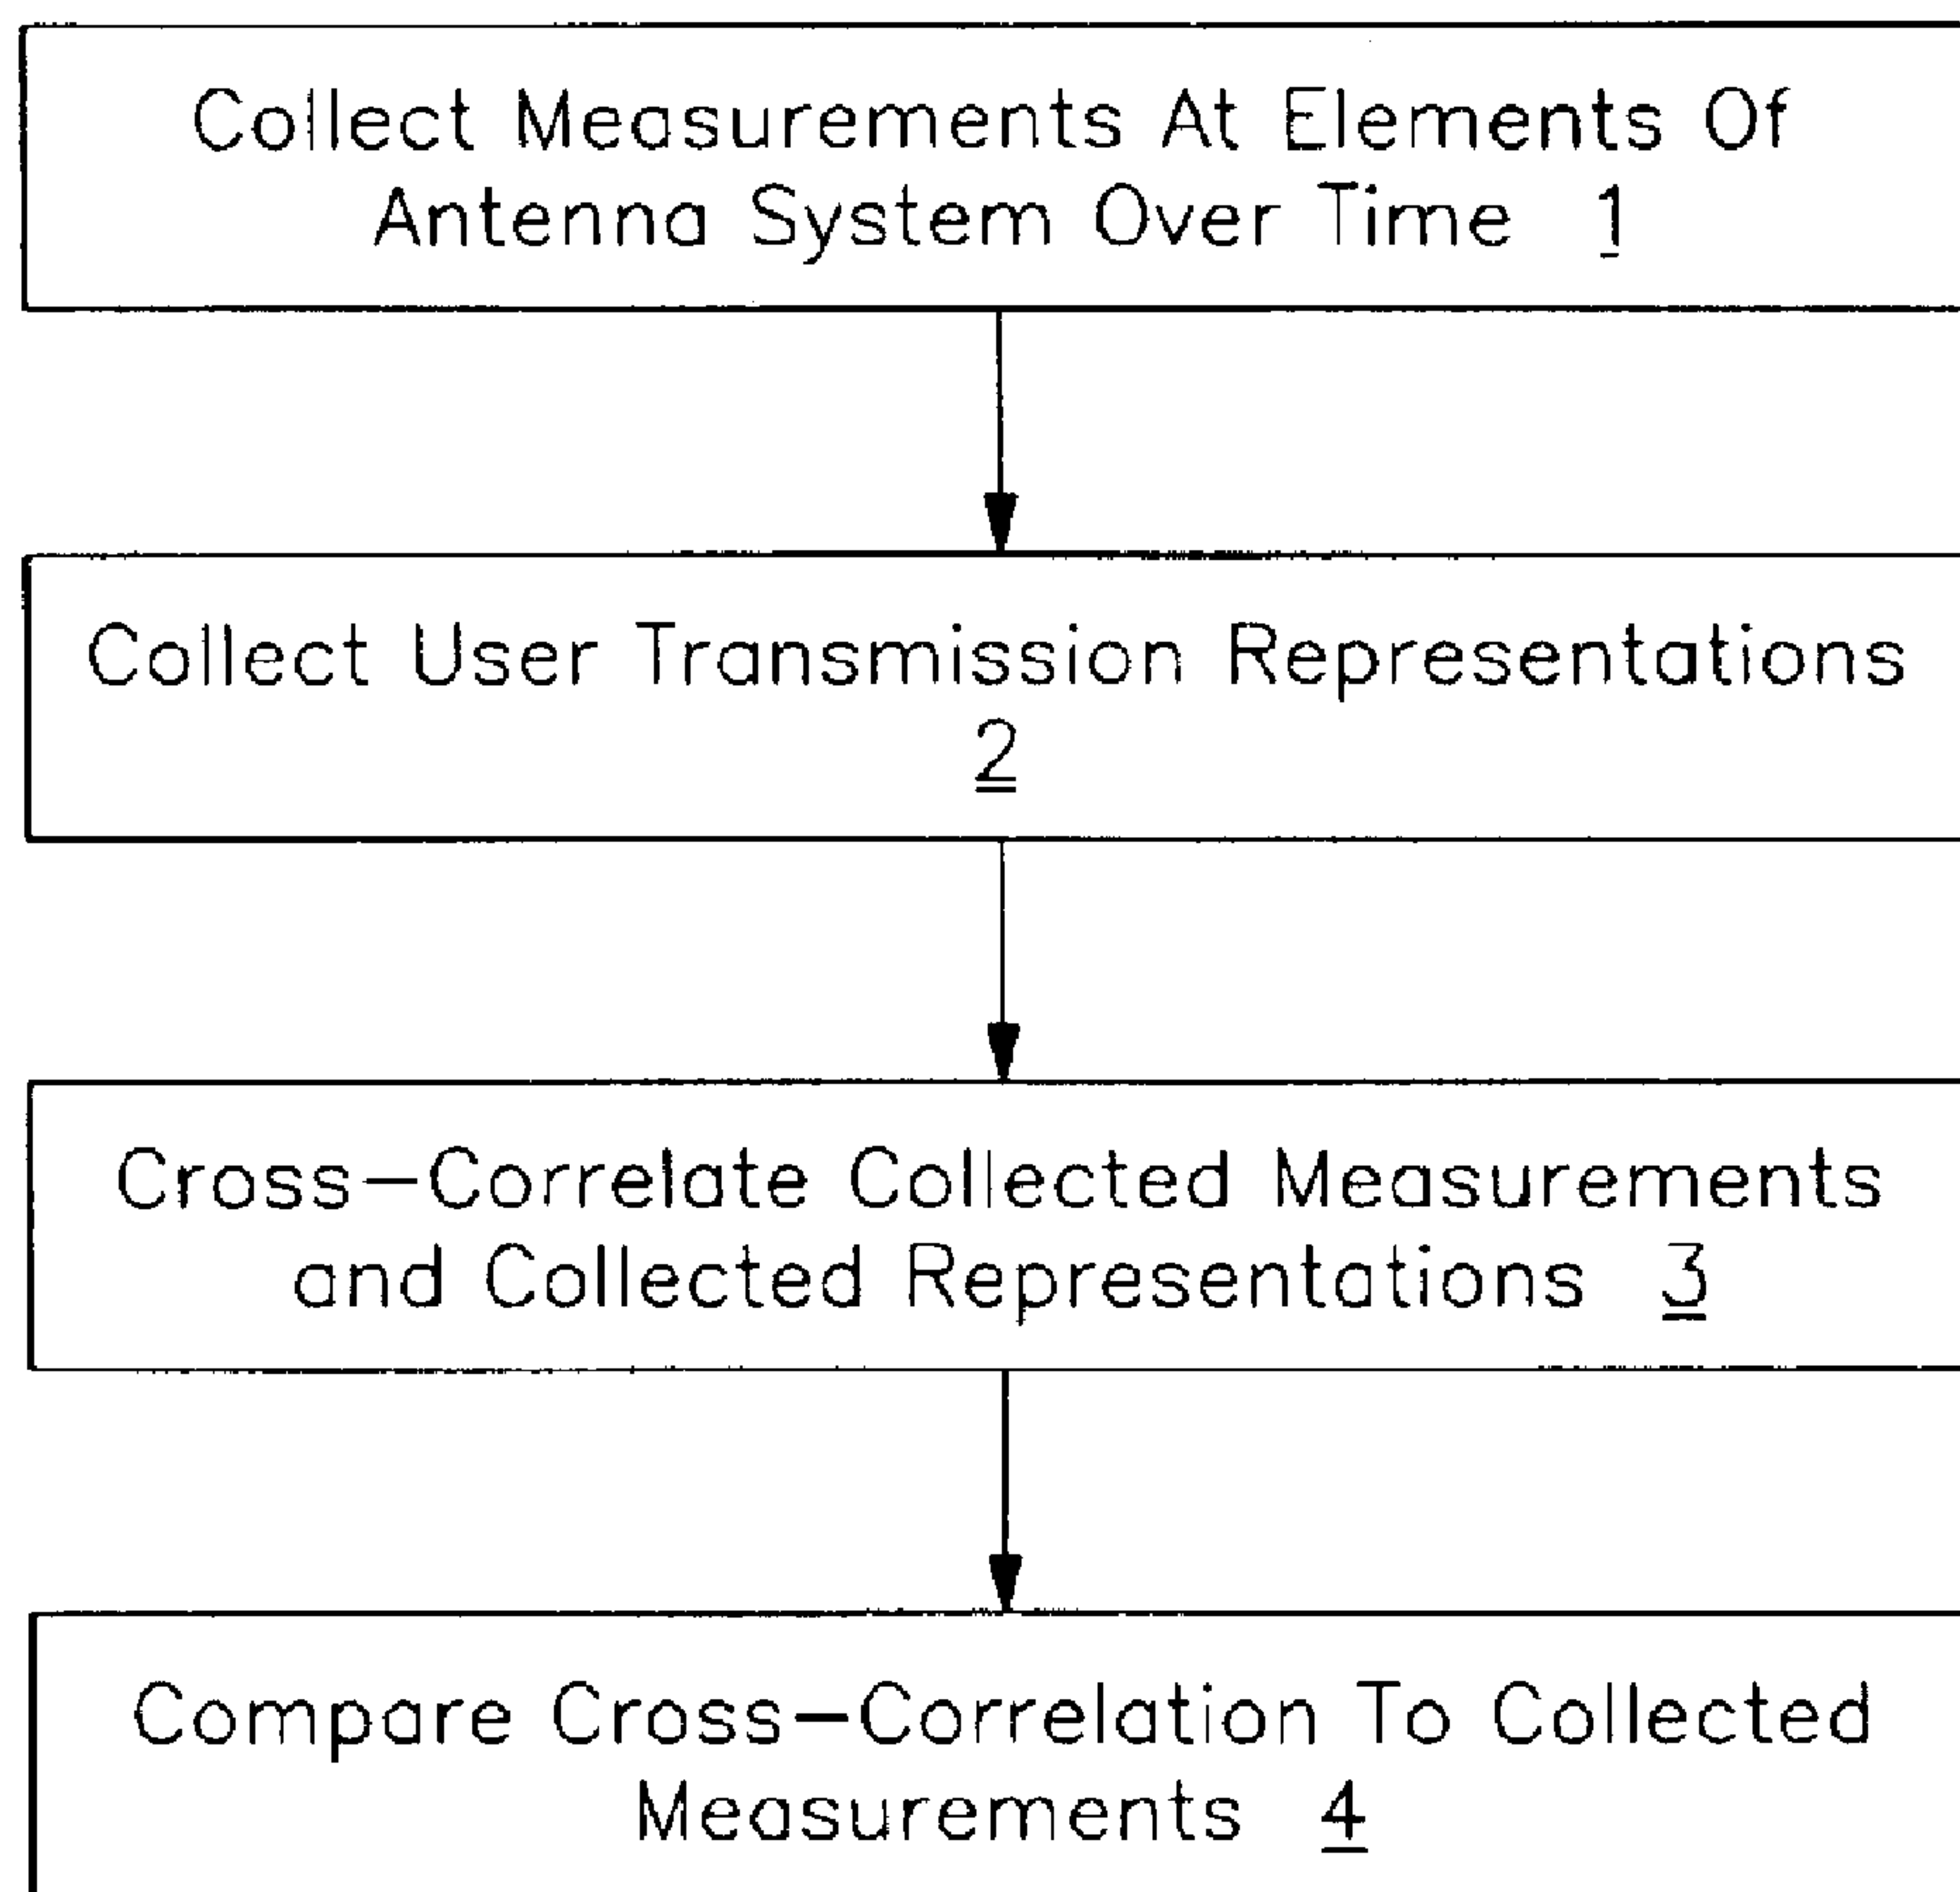 Collect Measurements At Elements Of
Antenna System Over Time 1
Collect User Transmission Representations
2
Cross-Correlate Collected Measurements
and Collected Representations 3
Compare Cross-Correlation To Collected
Measurements 4